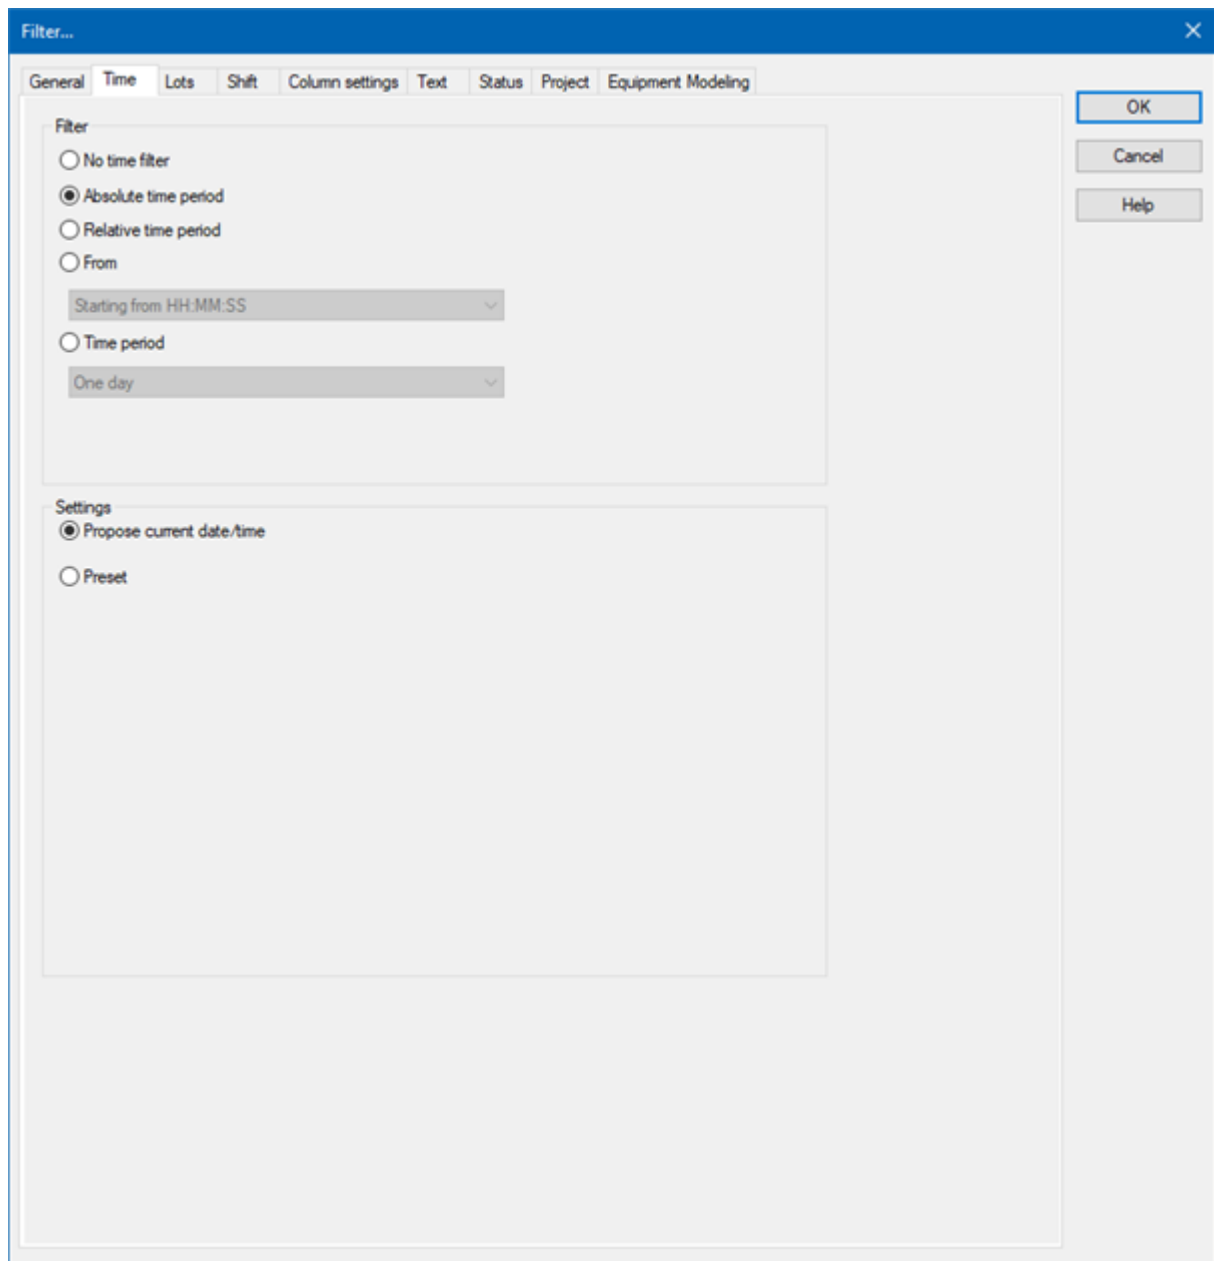 Filter...
General Time Lots Shift Column settings Text Status Project Equipment Modeling
OK
Cancel
Help
Filter
No time filter
Absolute time period
Relative time period
From
Starting from HH:MM:SS
Time period
One day
Settings
Propose current date/time
Preset